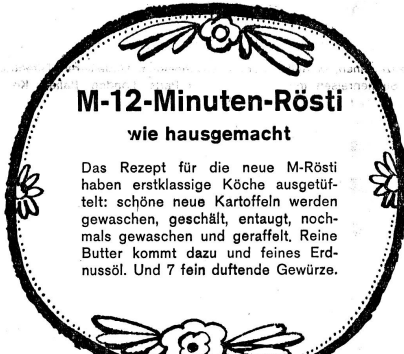 M-12-Minuten-Rösti
wie hausgemacht
Das Rezept für die neue M-Rösti
haben erstklassige Köche ausgetüf-
telt: schöne neue Kartoffeln werden
gewaschen, geschält, entaugt, noch-
mals gewaschen und geraffelt. Reine
Butter kommt dazu und feines Erd-
nussöl. Und 7 fein duftende Gewürze.